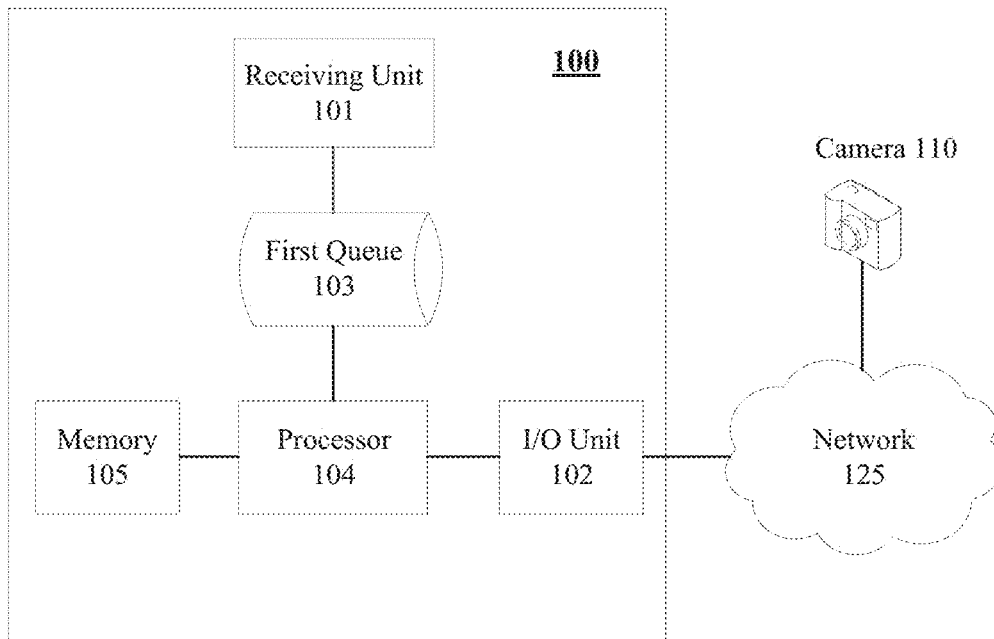 100
Receiving Unit
101
Camera 110
First Queue
103
Memory
105
Processor
104
I/O Unit
102
Network
125